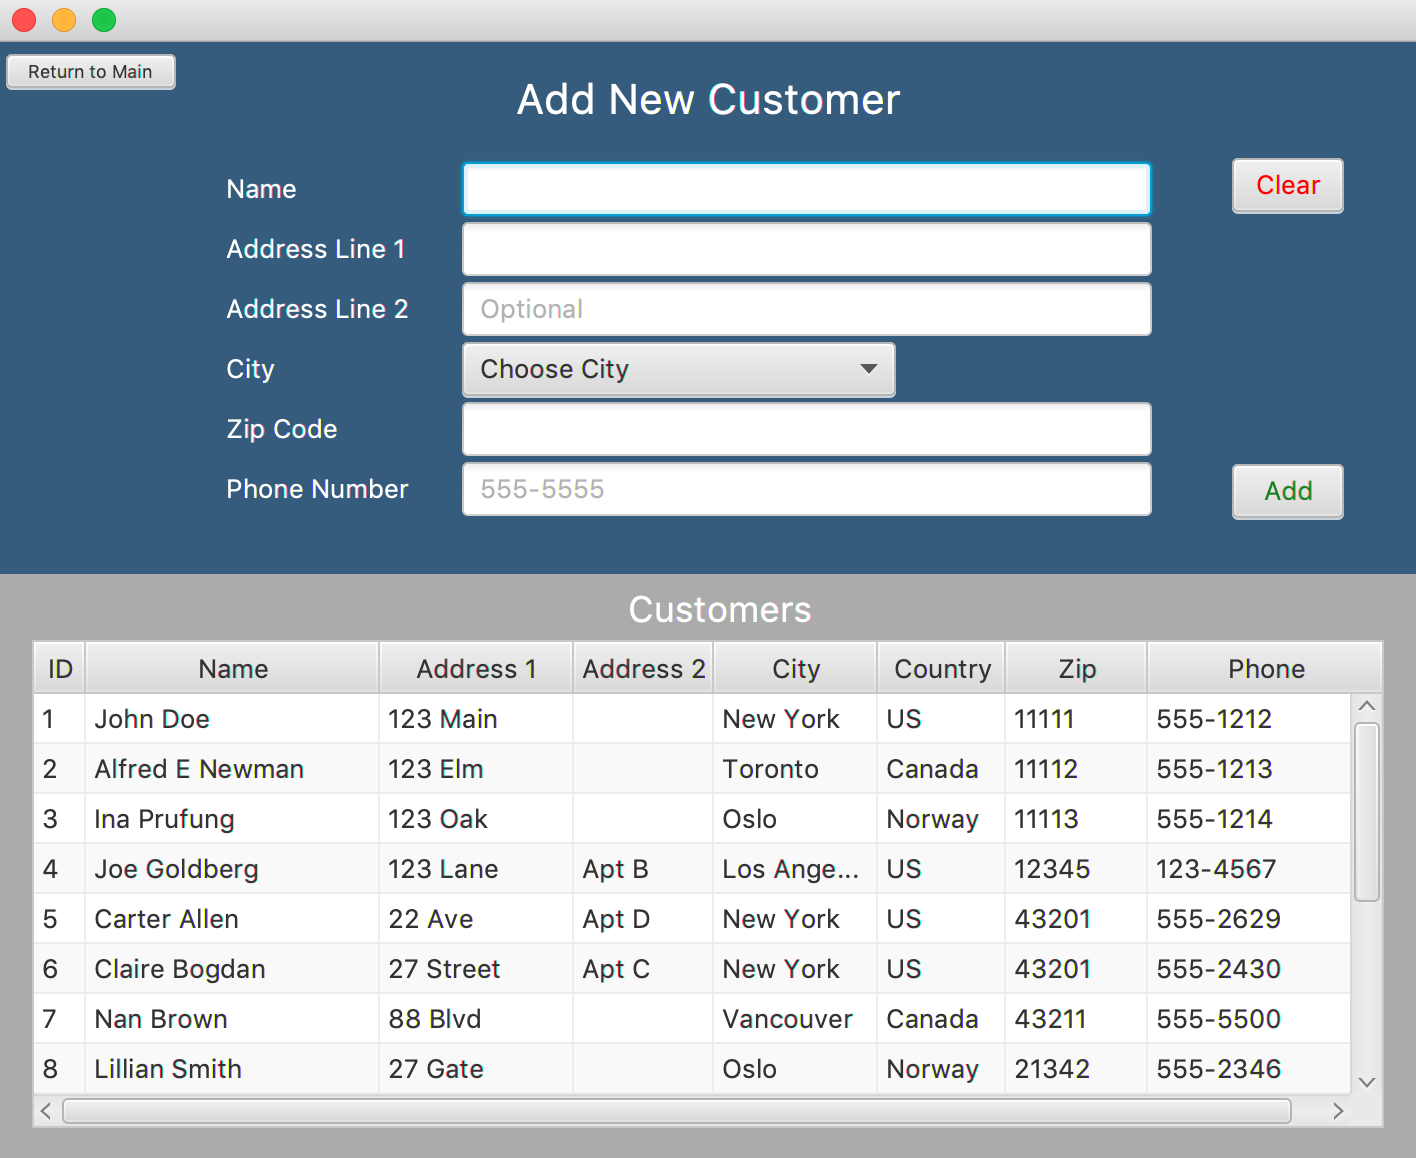 Return to Main
Add New Customer
Name
Clear
Address Line 1
Address Line 2 Optional
City Choose City
Zip Code
Phone Number 555-5555
Add
Customers
ID Name Address 1 Address 2 City Country Zip Phone
1 John Doe 123 Main New York US 11111 555-1212
2 Alfred E Newman 123 Elm Toronto Canada 11112 555-1213
3 Ina Prufung 123 Oak Oslo Norway 11113 555-1214
4 Joe Goldberg 123 Lane Apt B Los Ange... US 12345 123-4567
5 Carter Allen 22 Ave Apt D New York US 43201 555-2629
6 Claire Bogdan 27 Street Apt C New York US 43201 555-2430
7 Nan Brown 88 Blvd Vancouver Canada 43211 555-5500
8 Lillian Smith 27 Gate Oslo Norway 21342 555-2346